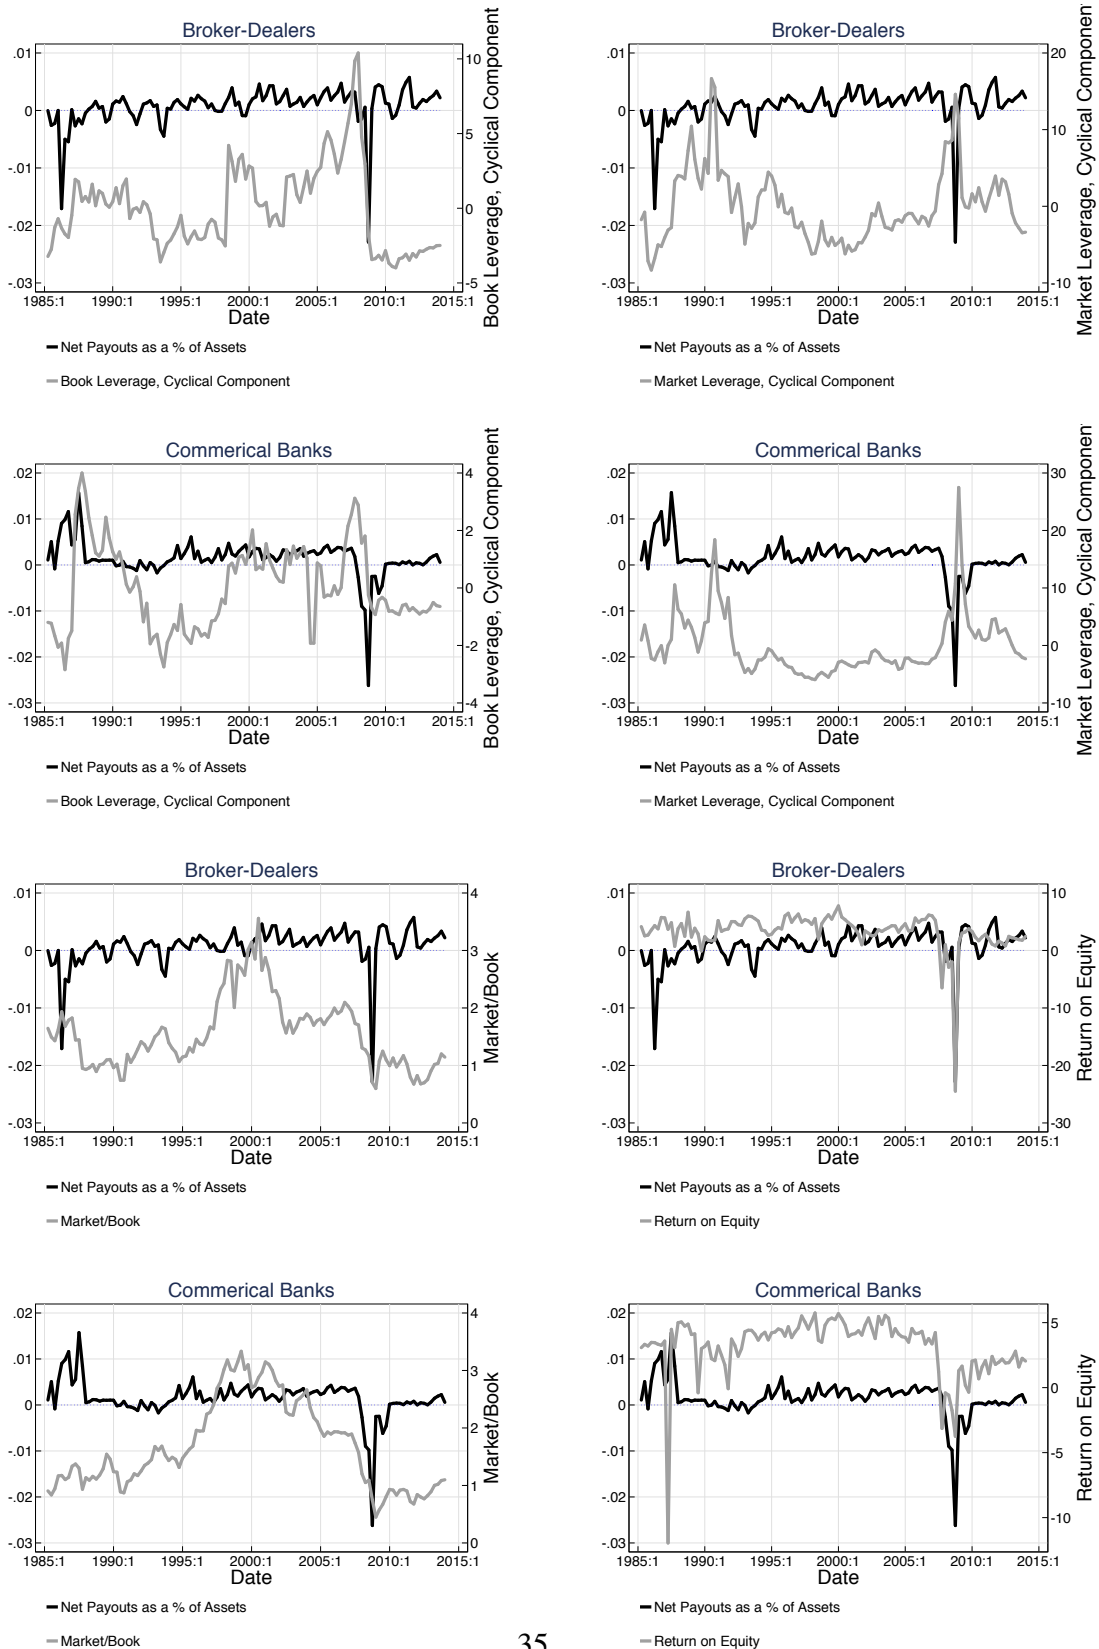 Broker-Dealers
.01
0
-.01
-.02
-.03
10
5
0
-5
Book Leverage, Cyclical Component
1985:1 1990:1 1995:1 2000:1 2005:1 2010:1 2015:1
Date
Net Payouts as a % of Assets
Book Leverage, Cyclical Component
Broker-Dealers
.01
0
-.01
-.02
-.03
20
10
0
-10
Market Leverage, Cyclical Componen
1985:1 1990:1 1995:1 2000:1 2005:1 2010:1 2015:1
Date
Net Payouts as a % of Assets
Market Leverage, Cyclical Component
Commerical Banks
.02
.01
0
-.01
-.02
-.03
4
2
0
-2
-4
Book Leverage, Cyclical Component
1985:1 1990:1 1995:1 2000:1 2005:1 2010:1 2015:1
Date
Net Payouts as a % of Assets
Book Leverage, Cyclical Component
Commerical Banks
.02
.01
0
-.01
-.02
-.03
30
20
10
0
-10
Market Leverage, Cyclical Componen
1985:1 1990:1 1995:1 2000:1 2005:1 2010:1 2015:1
Date
Net Payouts as a % of Assets
Market Leverage, Cyclical Component
Broker-Dealers
.01
0
-.01
-.02
-.03
4
3
2
1
0
Market/Book
1985:1 1990:1 1995:1 2000:1 2005:1 2010:1 2015:1
Date
Net Payouts as a % of Assets
Market/Book
Broker-Dealers
.01
0
-.01
-.02
-.03
10
0
-10
-20
-30
Return on Equity
1985:1 1990:1 1995:1 2000:1 2005:1 2010:1 2015:1
Date
Net Payouts as a % of Assets
Return on Equity
Commerical Banks
.02
.01
0
-.01
-.02
-.03
4
3
2
1
0
Market/Book
1985:1 1990:1 1995:1 2000:1 2005:1 2010:1 2015:1
Date
Net Payouts as a % of Assets
Market/Book
Commerical Banks
.02
.01
0
-.01
-.02
-.03
5
0
-5
-10
Return on Equity
1985:1 1990:1 1995:1 2000:1 2005:1 2010:1 2015:1
Date
Net Payouts as a % of Assets
Return on Equity
35